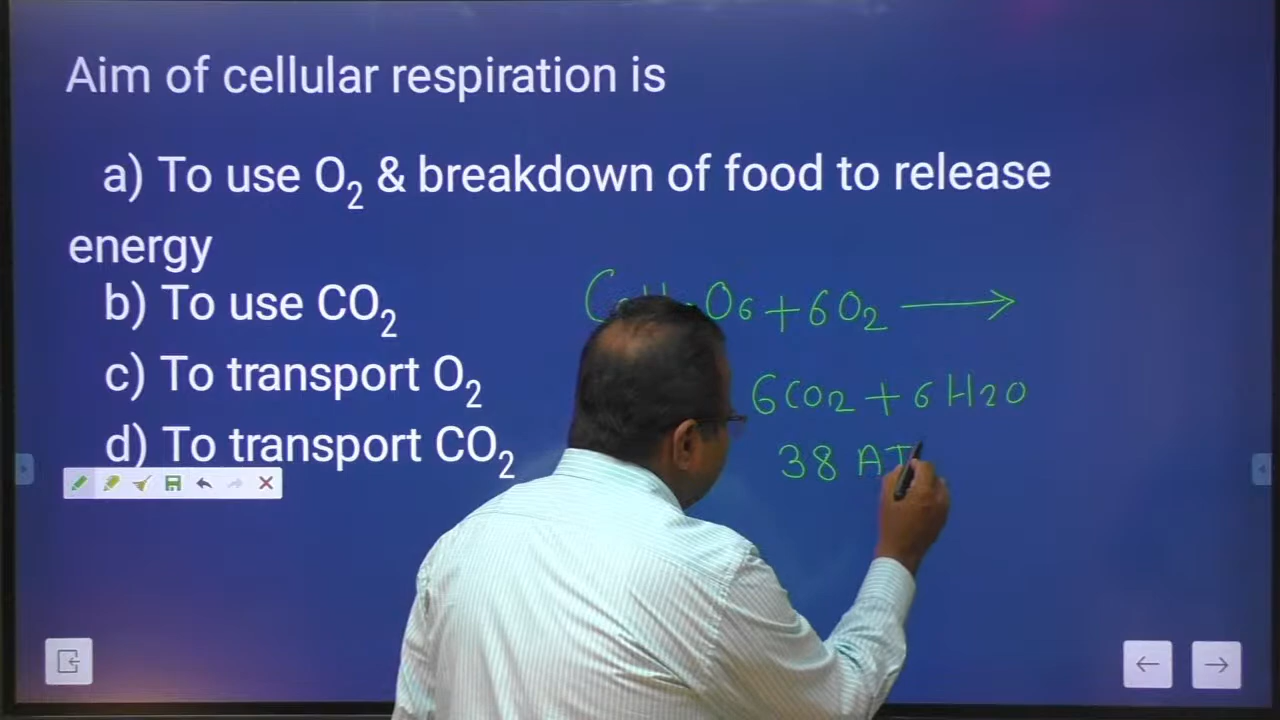 Aim of cellular respiration is
a) To use O₂ & breakdown of food to release
energy
b) To use CO₂
c) To transport O₂
d) To transport CO₂
O6 + 6O2 ⟶
6CO2 + 6H2O
38